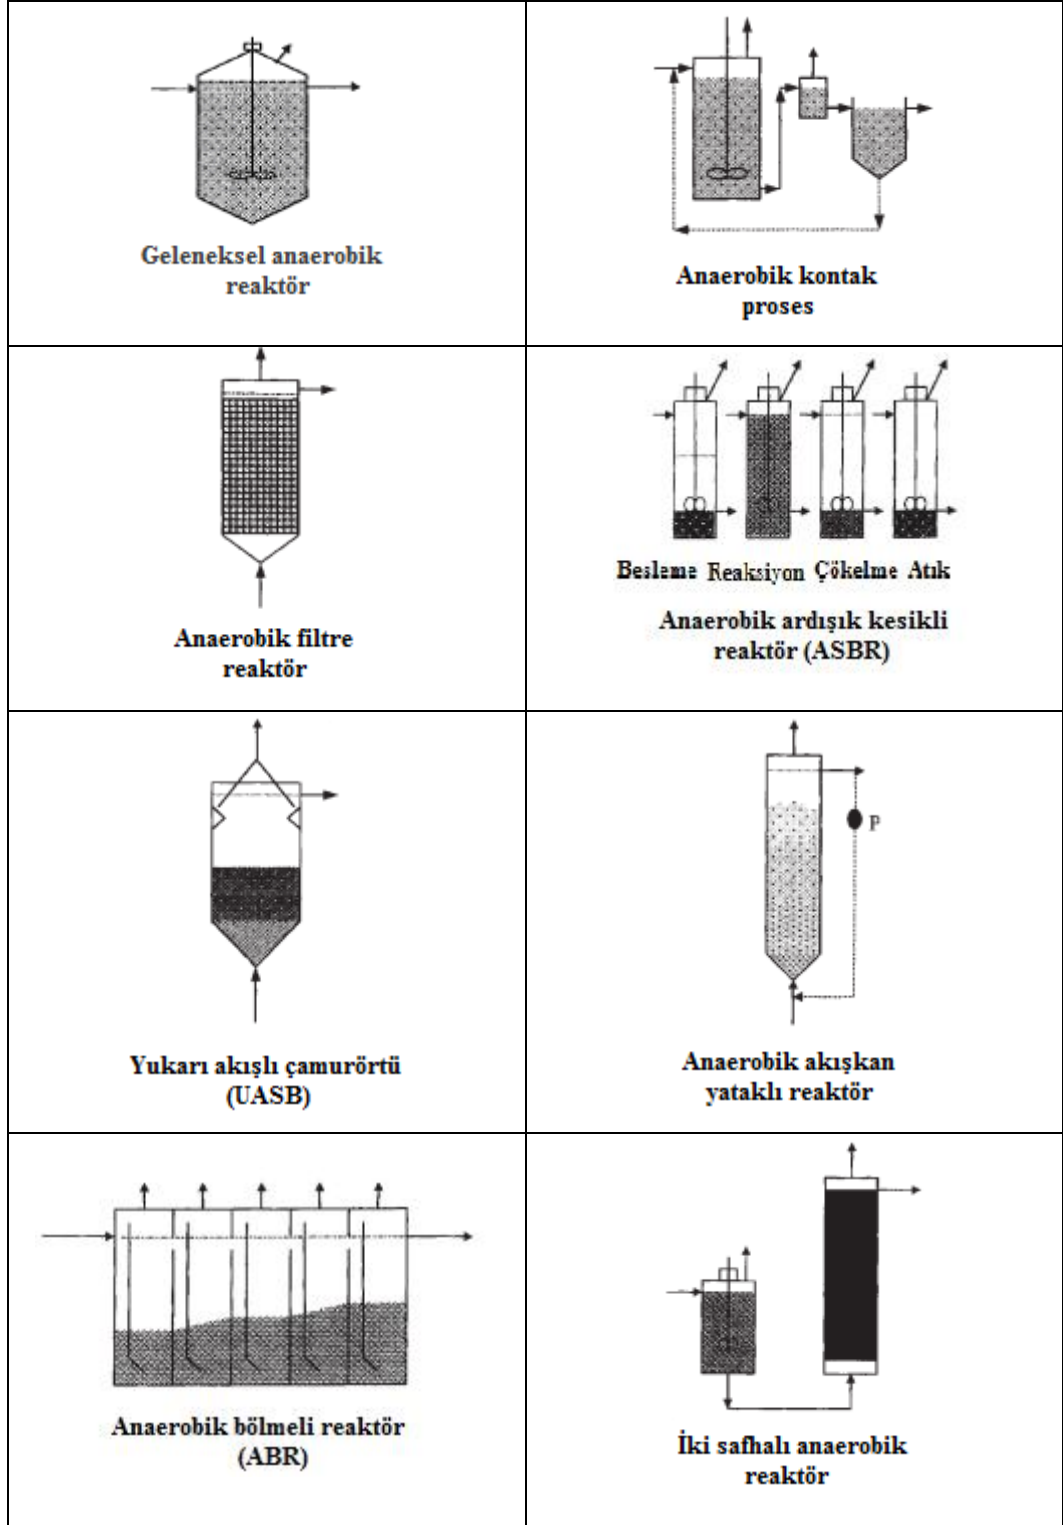 Geleneksel anaerobik
reaktör
Anaerobik kontak
proses
Anaerobik filtre
reaktör
Besleme Reaksiyon Çökelme Atık
Anaerobik ardışık kesikli
reaktör (ASBR)
Yukarı akışlı çamurörtü
(UASB)
P
Anaerobik akışkan
yataklı reaktör
Anaerobik bölmeli reaktör
(ABR)
İki safhalı anaerobik
reaktör